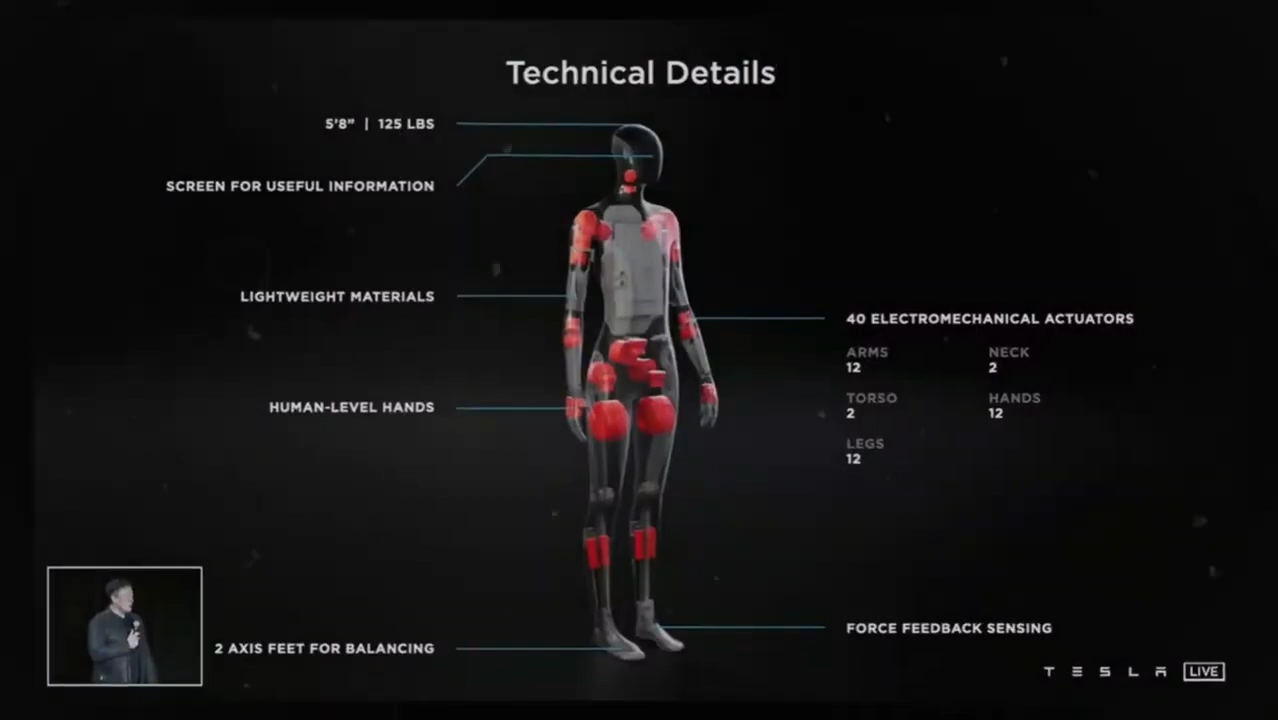 Technical Details
5'8" | 125 LBS
SCREEN FOR USEFUL INFORMATION
LIGHTWEIGHT MATERIALS
HUMAN-LEVEL HANDS
2 AXIS FEET FOR BALANCING
40 ELECTROMECHANICAL ACTUATORS
ARMS
12
NECK
2
TORSO
2
HANDS
12
LEGS
12
FORCE FEEDBACK SENSING
TESLA LIVE